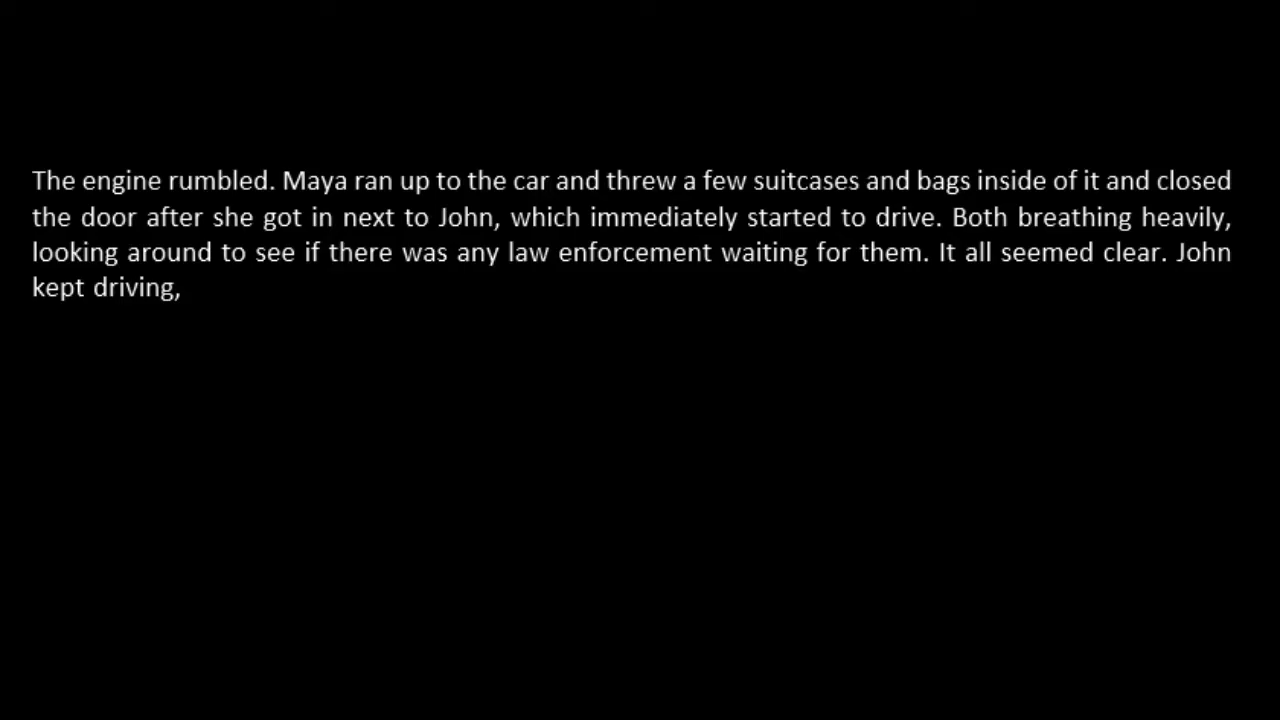 The engine rumbled. Maya ran up to the car and threw a few suitcases and bags inside of it and closed
the door after she got in next to John, which immediately started to drive. Both breathing heavily,
looking around to see if there was any law enforcement waiting for them. It all seemed clear. John
kept driving,